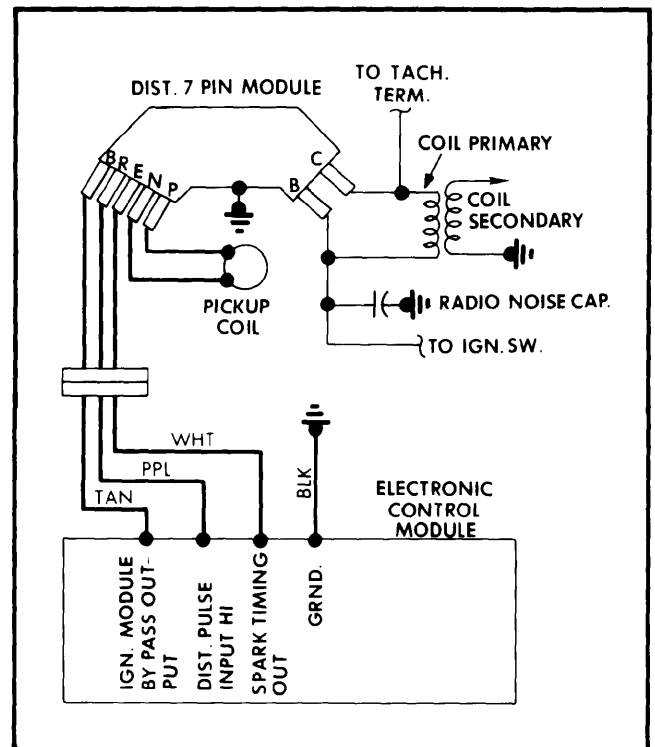 DIST. 7 PIN MODULE
TO TACH.
TERM.
COIL PRIMARY
B R E N P
C
B
COIL
SECONDARY
PICKUP
COIL
RADIO NOISE CAP.
TO IGN. SW.
WHT
PPL
TAN
BLK
ELECTRONIC
CONTROL
MODULE
IGN. MODULE
BY PASS OUT-
PUT
DIST. PULSE
INPUT HI
SPARK TIMING
OUT
GRND.